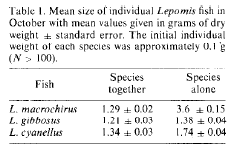 Table 1. Mean size of individual Lepomis fish in
October with mean values given in grams of dry
weight ± standard error. The initial individual
weight of each species was approximately 0.1 g
(N > 100).
Fish Species together Species alone
L. macrochirus 1.29 ± 0.02 3.6 ± 0.15
L. gibbosus 1.21 ± 0.03 1.38 ± 0.04
L. cyanellus 1.34 ± 0.03 1.74 ± 0.04